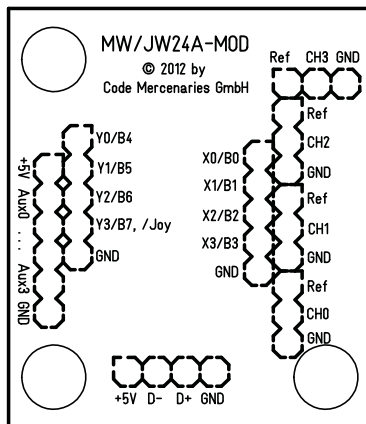 MW/JW24A-MOD
© 2012 by
Code Mercenaries GmbH
Ref CH3 GND
Ref
CH2
GND
Ref
CH1
GND
Ref
CH0
GND
Y0/B4
Y1/B5
Y2/B6
Y3/B7, /Joy
GND
+5V Aux0 ... Aux3 GND
X0/B0
X1/B1
X2/B2
X3/B3
GND
+5V D- D+ GND